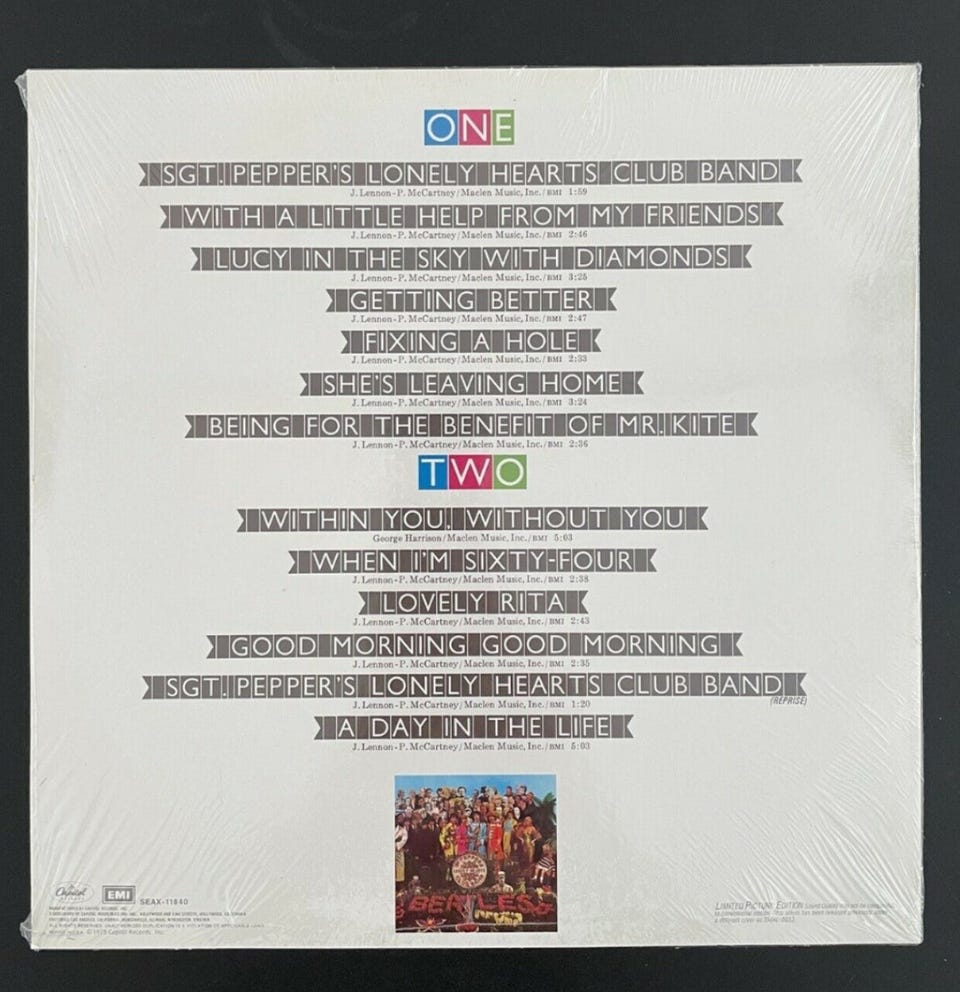 ONE
SGT. PEPPER'S LONELY HEARTS CLUB BAND
J. Lennon-P. McCartney/Maclen Music, Inc./BMI 1:59
WITH A LITTLE HELP FROM MY FRIENDS
J. Lennon-P. McCartney/Maclen Music, Inc./BMI 2:46
LUCY IN THE SKY WITH DIAMONDS
J. Lennon-P. McCartney/Maclen Music, Inc./BMI 3:25
GETTING BETTER
J. Lennon-P. McCartney/Maclen Music, Inc./BMI 2:47
FIXING A HOLE
J. Lennon-P. McCartney/Maclen Music, Inc./BMI 2:33
SHE'S LEAVING HOME
J. Lennon-P. McCartney/Maclen Music, Inc./BMI 3:24
BEING FOR THE BENEFIT OF MR. KITE
J. Lennon-P. McCartney/Maclen Music, Inc./BMI 2:36
TWO
WITHIN YOU, WITHOUT YOU
George Harrison/Maclen Music, Inc./BMI 5:03
WHEN I'M SIXTY-FOUR
J. Lennon-P. McCartney/Maclen Music, Inc./BMI 2:38
LOVELY RITA
J. Lennon-P. McCartney/Maclen Music, Inc./BMI 2:43
GOOD MORNING GOOD MORNING
J. Lennon-P. McCartney/Maclen Music, Inc./BMI 2:35
SGT. PEPPER'S LONELY HEARTS CLUB BAND
(REPRISE)
J. Lennon-P. McCartney/Maclen Music, Inc./BMI 1:20
A DAY IN THE LIFE
J. Lennon-P. McCartney/Maclen Music, Inc./BMI 5:03
BEATLES
Capitol EMI SEAX-11840
©1978 Capitol Records, Inc.
LIMITED PICTURE EDITION